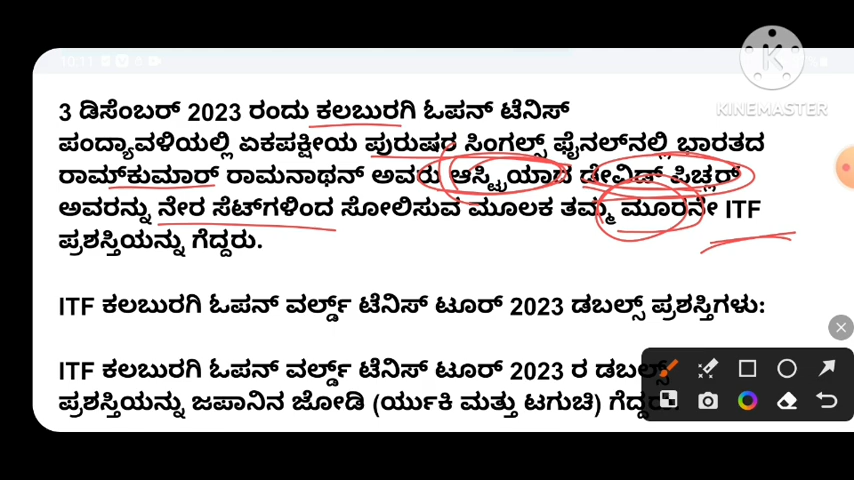 10:11
K
KINEMASTER
3 ಡಿಸೆಂಬರ್ 2023 ರಂದು ಕಲಬುರಗಿ ಓಪನ್ ಟೆನಿಸ್
ಪಂದ್ಯಾವಳಿಯಲ್ಲಿ ಏಕಪಕ್ಷೀಯ ಪುರುಷರ ಸಿಂಗಲ್ಸ್ ಫೈನಲ್‌ನಲ್ಲಿ ಭಾರತದ
ರಾಮ್‌ಕುಮಾರ್ ರಾಮನಾಥನ್ ಅವರು ಆಸ್ಟ್ರಿಯಾದ ಡೇವಿಡ್ ಪಿಚ್ಲರ್
ಅವರನ್ನು ನೇರ ಸೆಟ್‌ಗಳಿಂದ ಸೋಲಿಸುವ ಮೂಲಕ ತಮ್ಮ ಮೂರನೇ ITF
ಪ್ರಶಸ್ತಿಯನ್ನು ಗೆದ್ದರು.
ITF ಕಲಬುರಗಿ ಓಪನ್ ವರ್ಲ್ಡ್ ಟೆನಿಸ್ ಟೂರ್ 2023 ಡಬಲ್ಸ್ ಪ್ರಶಸ್ತಿಗಳು:
ITF ಕಲಬುರಗಿ ಓಪನ್ ವರ್ಲ್ಡ್ ಟೆನಿಸ್ ಟೂರ್ 2023 ರ ಡಬಲ್ಸ್
ಪ್ರಶಸ್ತಿಯನ್ನು ಜಪಾನಿನ ಜೋಡಿ (ರ್ಯುಕಿ ಮತ್ತು ಟಗುಚಿ) ಗೆದ್ದರು.